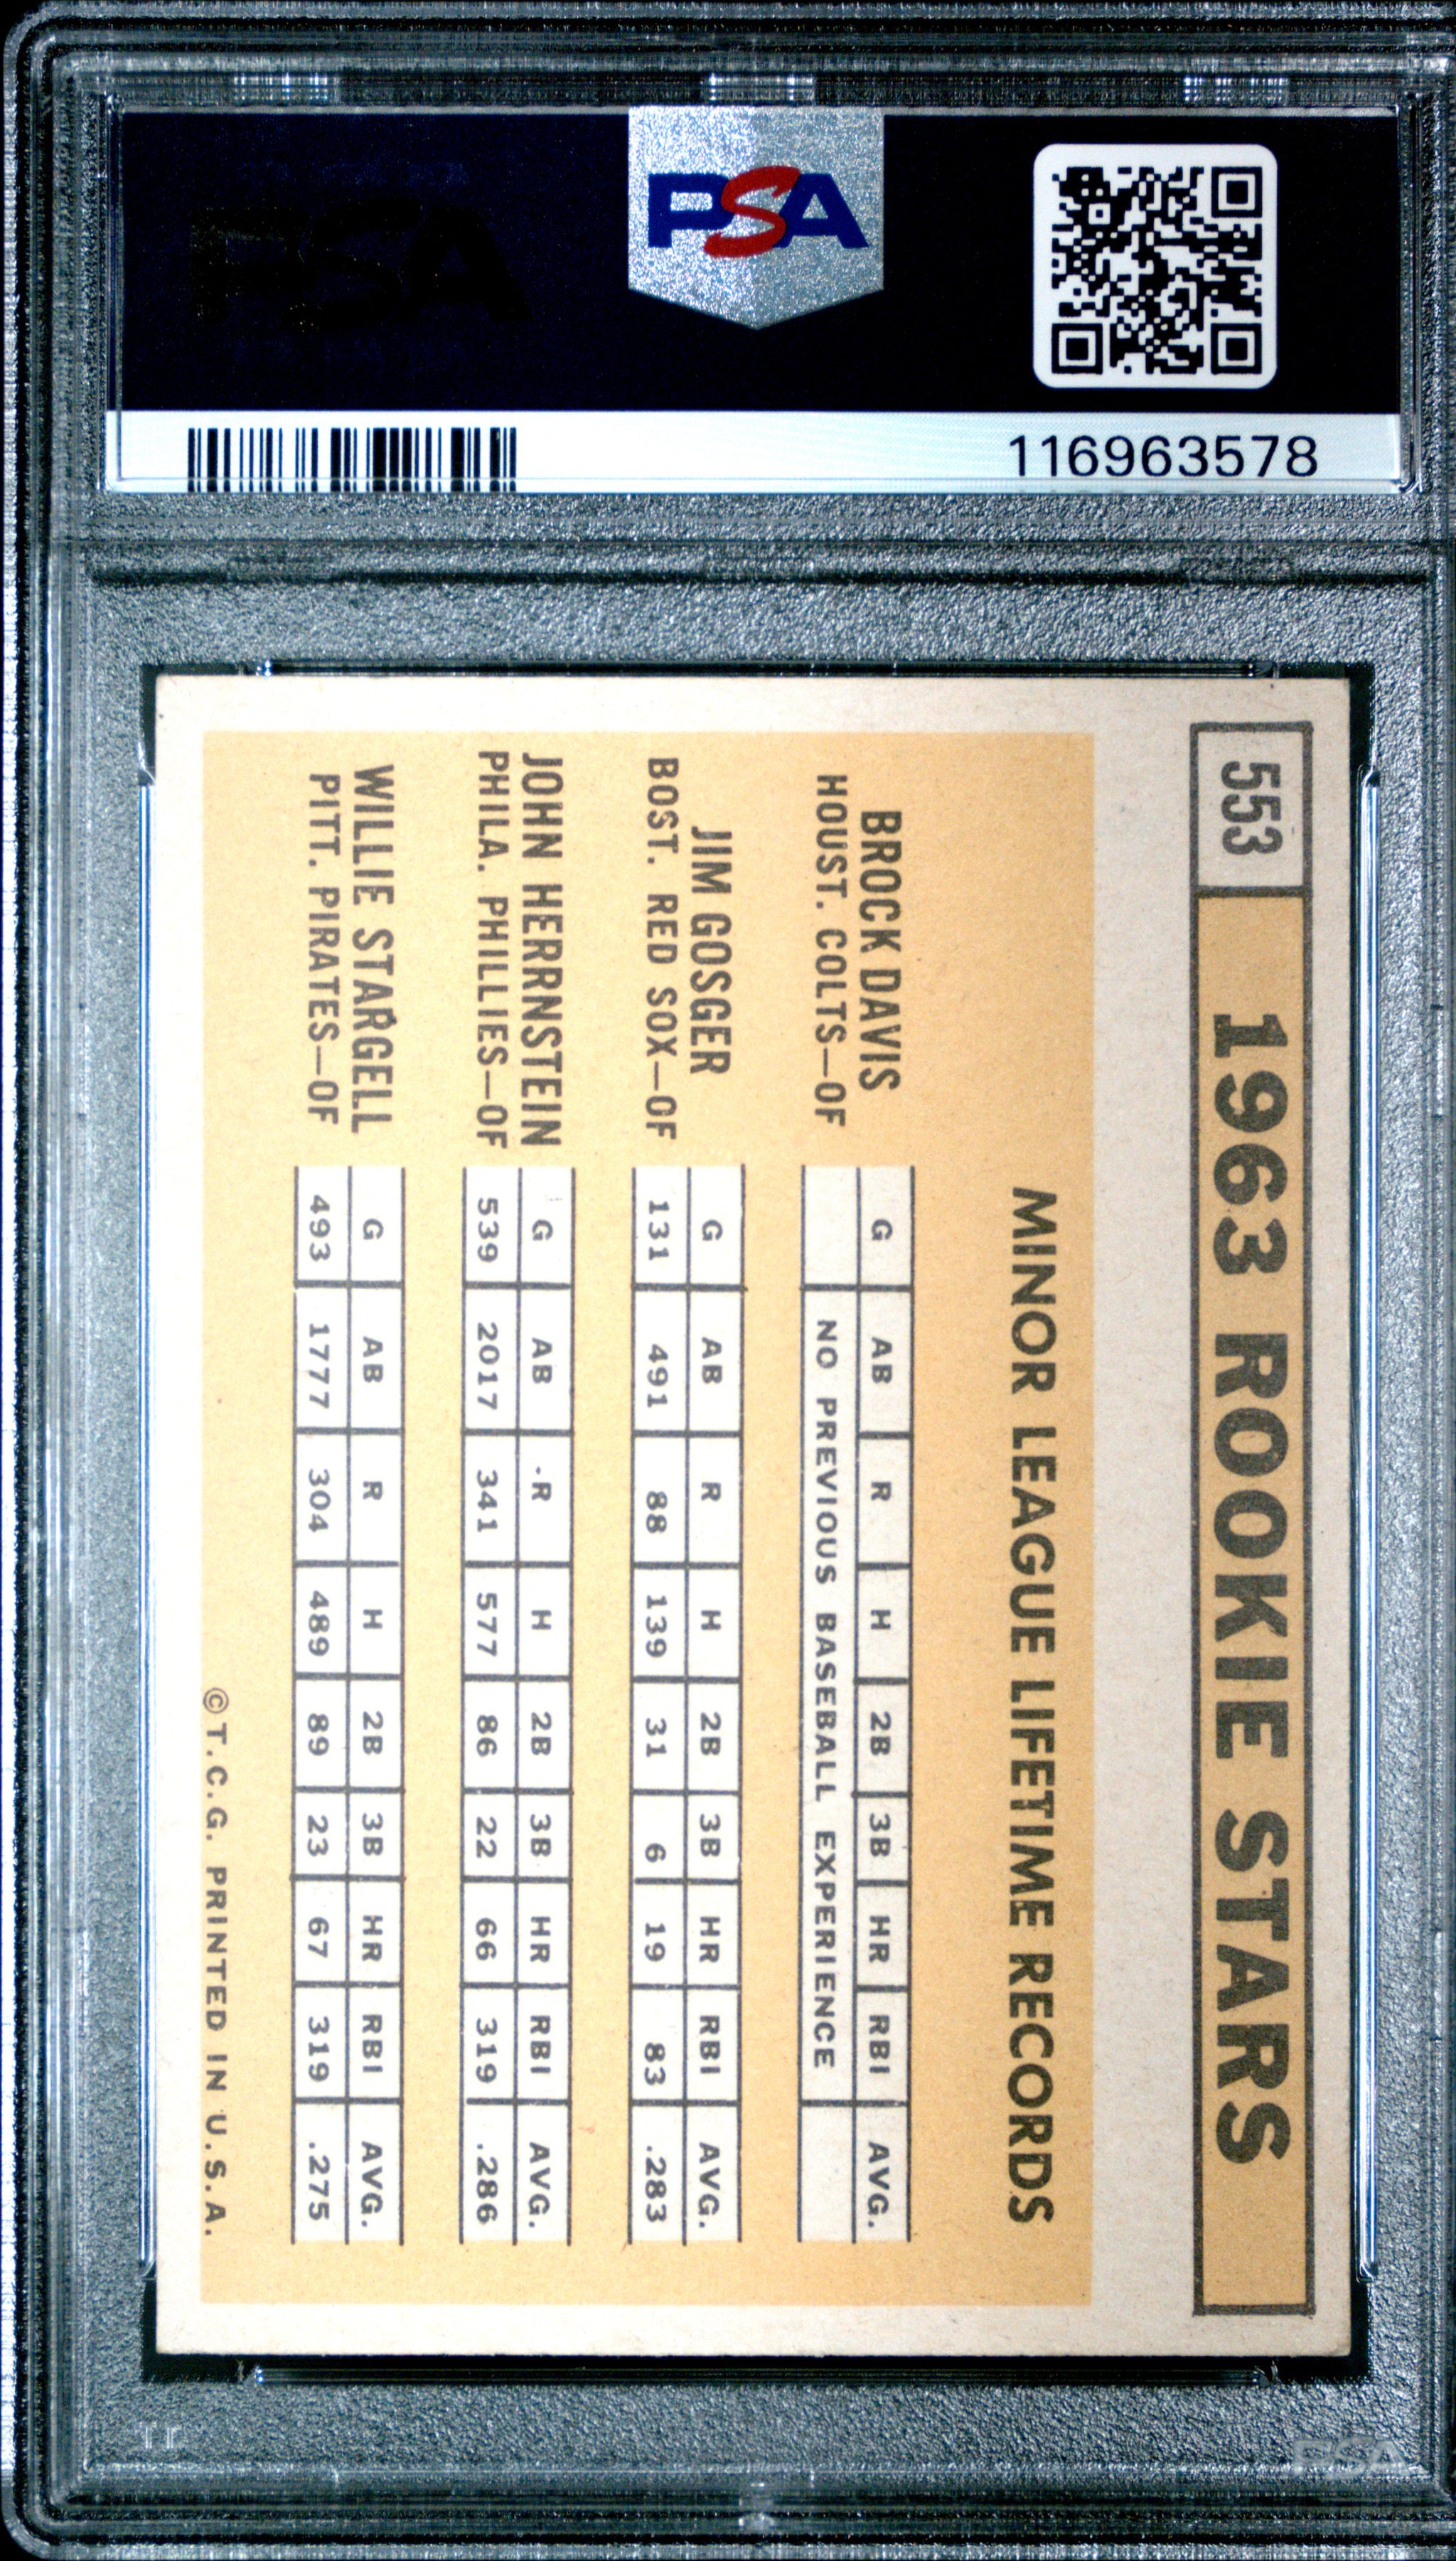 PSA
PSA
116963578
553 1963 ROOKIE STARS
MINOR LEAGUE LIFETIME RECORDS
BROCK DAVIS G AB R H 2B 3B HR RBI AVG.
HOUST. COLTS—OF NO PREVIOUS BASEBALL EXPERIENCE
JIM GOSGER G AB R H 2B 3B HR RBI AVG.
BOST. RED SOX—OF 131 491 88 139 31 6 19 83 .283
JOHN HERRNSTEIN G AB R H 2B 3B HR RBI AVG.
PHILA. PHILLIES—OF 539 2017 341 577 86 22 66 319 .286
WILLIE STARGELL G AB R H 2B 3B HR RBI AVG.
PITT. PIRATES—OF 493 1777 304 489 89 23 67 319 .275
©T.C.G. PRINTED IN U.S.A.
PSA